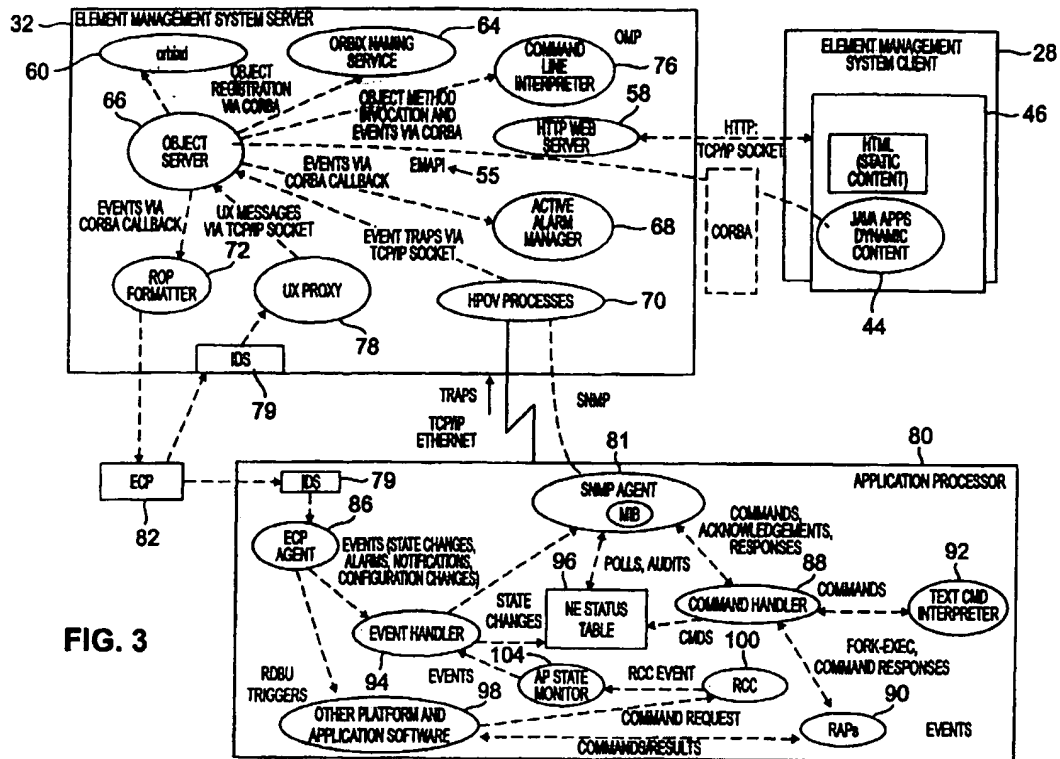 32
ELEMENT MANAGEMENT SYSTEM SERVER
60
orbixd
ORBIX NAMING
SERVICE
64
COMMAND
LINE
INTERPRETER
OMP
76
66
OBJECT
REGISTRATION
VIA CORBA
OBJECT METHOD
INVOCATION AND
EVENTS VIA CORBA
58
HTTP WEB
SERVER
OBJECT
SERVER
EVENTS VIA
CORBA CALLBACK
EMAPI
55
EVENTS VIA
CORBA CALLBACK
UX MESSAGES
VIA TCP/IP SOCKET
EVENT TRAPS VIA
TCP/IP SOCKET
ACTIVE
ALARM
MANAGER
68
72
ROP
FORMATTER
UX PROXY
78
HPOV PROCESSES
70
IDS
79
HTTP:
TCP/IP SOCKET
CORBA
ELEMENT MANAGEMENT
SYSTEM CLIENT
28
46
HTML
(STATIC
CONTENT)
JAVA APPS
DYNAMIC
CONTENT
44
TRAPS
TCP/IP
ETHERNET
SNMP
ECP
82
80
APPLICATION PROCESSOR
IDS
79
86
ECP
AGENT
81
SNMP AGENT
MIB
EVENTS (STATE CHANGES,
ALARMS, NOTIFICATIONS,
CONFIGURATION CHANGES)
COMMANDS,
ACKNOWLEDGEMENTS,
RESPONSES
96
POLLS, AUDITS
88
COMMAND HANDLER
COMMANDS
92
TEXT CMD
INTERPRETER
EVENT HANDLER
94
STATE
CHANGES
NE STATUS
TABLE
CMDS
FORK-EXEC,
COMMAND RESPONSES
FIG. 3
RDBU
TRIGGERS
EVENTS
104
AP STATE
MONITOR
RCC EVENT
100
RCC
98
OTHER PLATFORM AND
APPLICATION SOFTWARE
COMMAND REQUEST
COMMANDS/RESULTS
90
RAPs
EVENTS